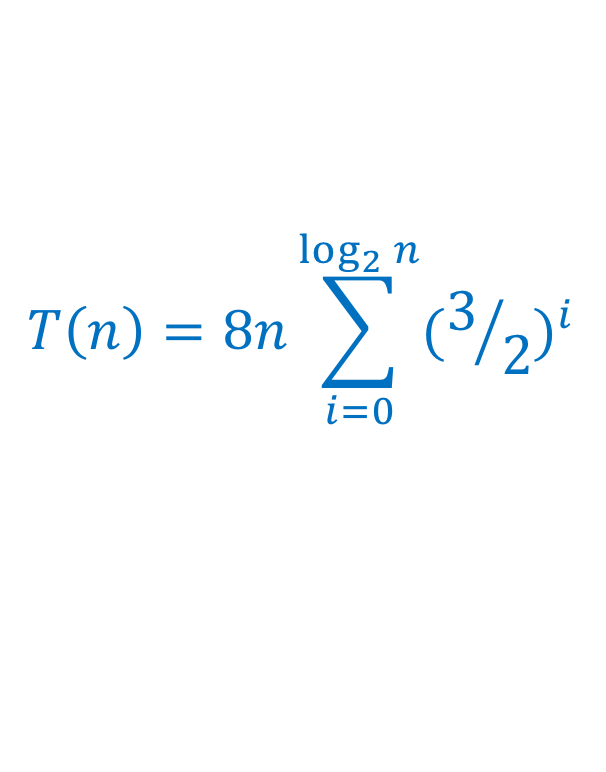 T(n) = 8n ∑_{i=0}^{log₂ n} (3/2)^i